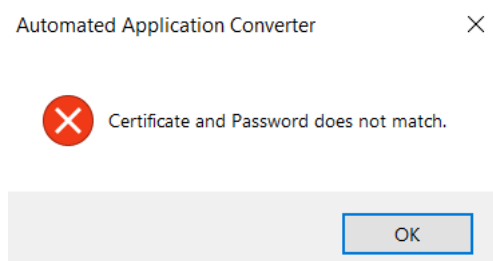 Automated Application Converter
Certificate and Password does not match.
OK